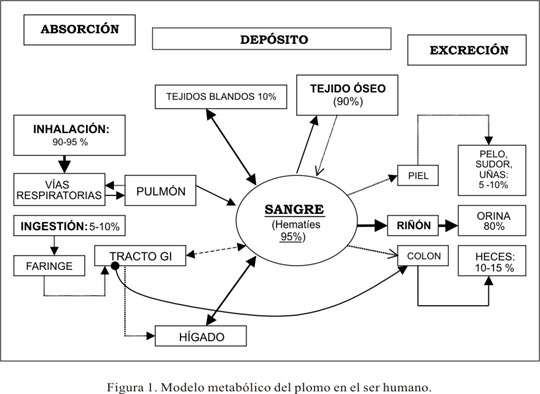 ABSORCIÓN
DEPÓSITO
EXCRECIÓN
TEJIDOS BLANDOS 10%
TEJIDO ÓSEO
(90%)
INHALACIÓN:
90-95 %
VÍAS
RESPIRATORIAS
PULMÓN
PIEL
PELO,
SUDOR,
UÑAS:
5 -10%
SANGRE
(Hematíes
95%)
RIÑÓN
ORINA
80%
INGESTIÓN: 5-10%
FARINGE
TRACTO GI
COLON
HECES:
10-15 %
HÍGADO
Figura 1. Modelo metabólico del plomo en el ser humano.